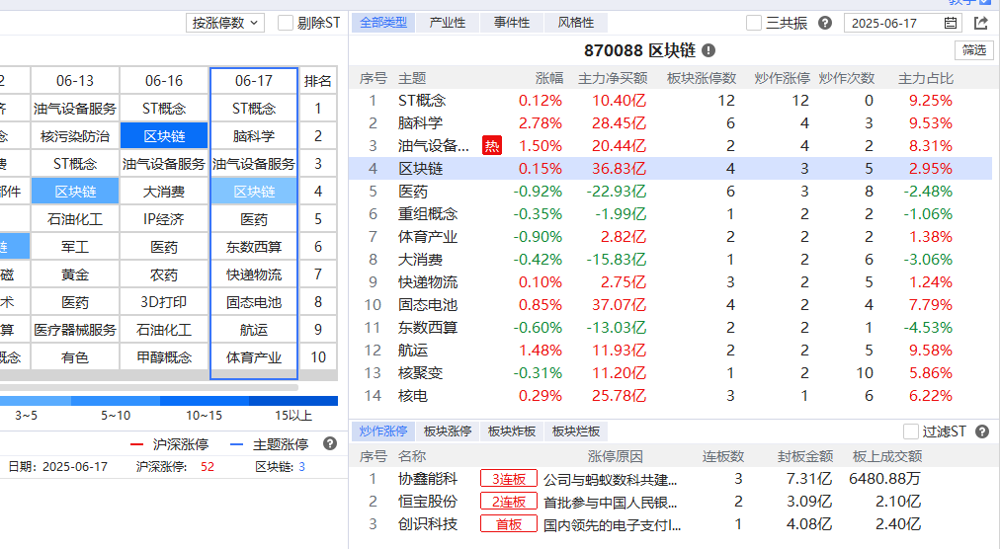 按涨停数 剔除ST
全部类型 产业性 事件性 风格性 三共振 2025-06-17
870088 区块链 筛选
06-13 06-16 06-17 排名
油气设备服务 ST概念 ST概念 1
核污染防治 区块链 脑科学 2
ST概念 油气设备服务 油气设备服务 3
部件 区块链 大消费 区块链 4
石油化工 IP经济 医药 5
链 军工 医药 东数西算 6
磁 黄金 农药 快递物流 7
术 医药 3D打印 固态电池 8
算 医疗器械服务 石油化工 航运 9
概念 有色 甲醇概念 体育产业 10
3~5 5~10 10~15 15以上
沪深涨停 主题涨停
日期: 2025-06-17 沪深涨停: 52 区块链: 3
序号 主题 涨幅 主力净买额 板块涨停数 炒作涨停 炒作次数 主力占比
1 ST概念 0.12% 10.40亿 12 12 0 9.25%
2 脑科学 2.78% 28.45亿 6 4 3 9.53%
3 油气设备... 热 1.50% 20.44亿 2 4 2 8.31%
4 区块链 0.15% 36.83亿 4 3 5 2.95%
5 医药 -0.92% -22.93亿 6 3 8 -2.48%
6 重组概念 -0.35% -1.99亿 1 2 2 -1.06%
7 体育产业 -0.90% 2.82亿 2 2 2 1.38%
8 大消费 -0.42% -15.83亿 1 2 6 -3.06%
9 快递物流 0.10% 2.75亿 3 2 5 1.24%
10 固态电池 0.85% 37.07亿 4 2 4 7.79%
11 东数西算 -0.60% -13.03亿 2 2 1 -4.53%
12 航运 1.48% 11.93亿 2 2 5 9.58%
13 核聚变 -0.31% 11.20亿 1 2 10 5.86%
14 核电 0.29% 25.78亿 3 1 6 6.22%
炒作涨停 板块涨停 板块炸板 板块烂板 过滤ST
序号 名称 涨停原因 连板数 封板金额 板上成交额
1 协鑫能科 3连板 公司与蚂蚁数科共建... 3 7.31亿 6480.88万
2 恒宝股份 2连板 首批参与中国人民银... 2 3.09亿 2.10亿
3 创识科技 首板 国内领先的电子支付I... 1 4.08亿 2.40亿